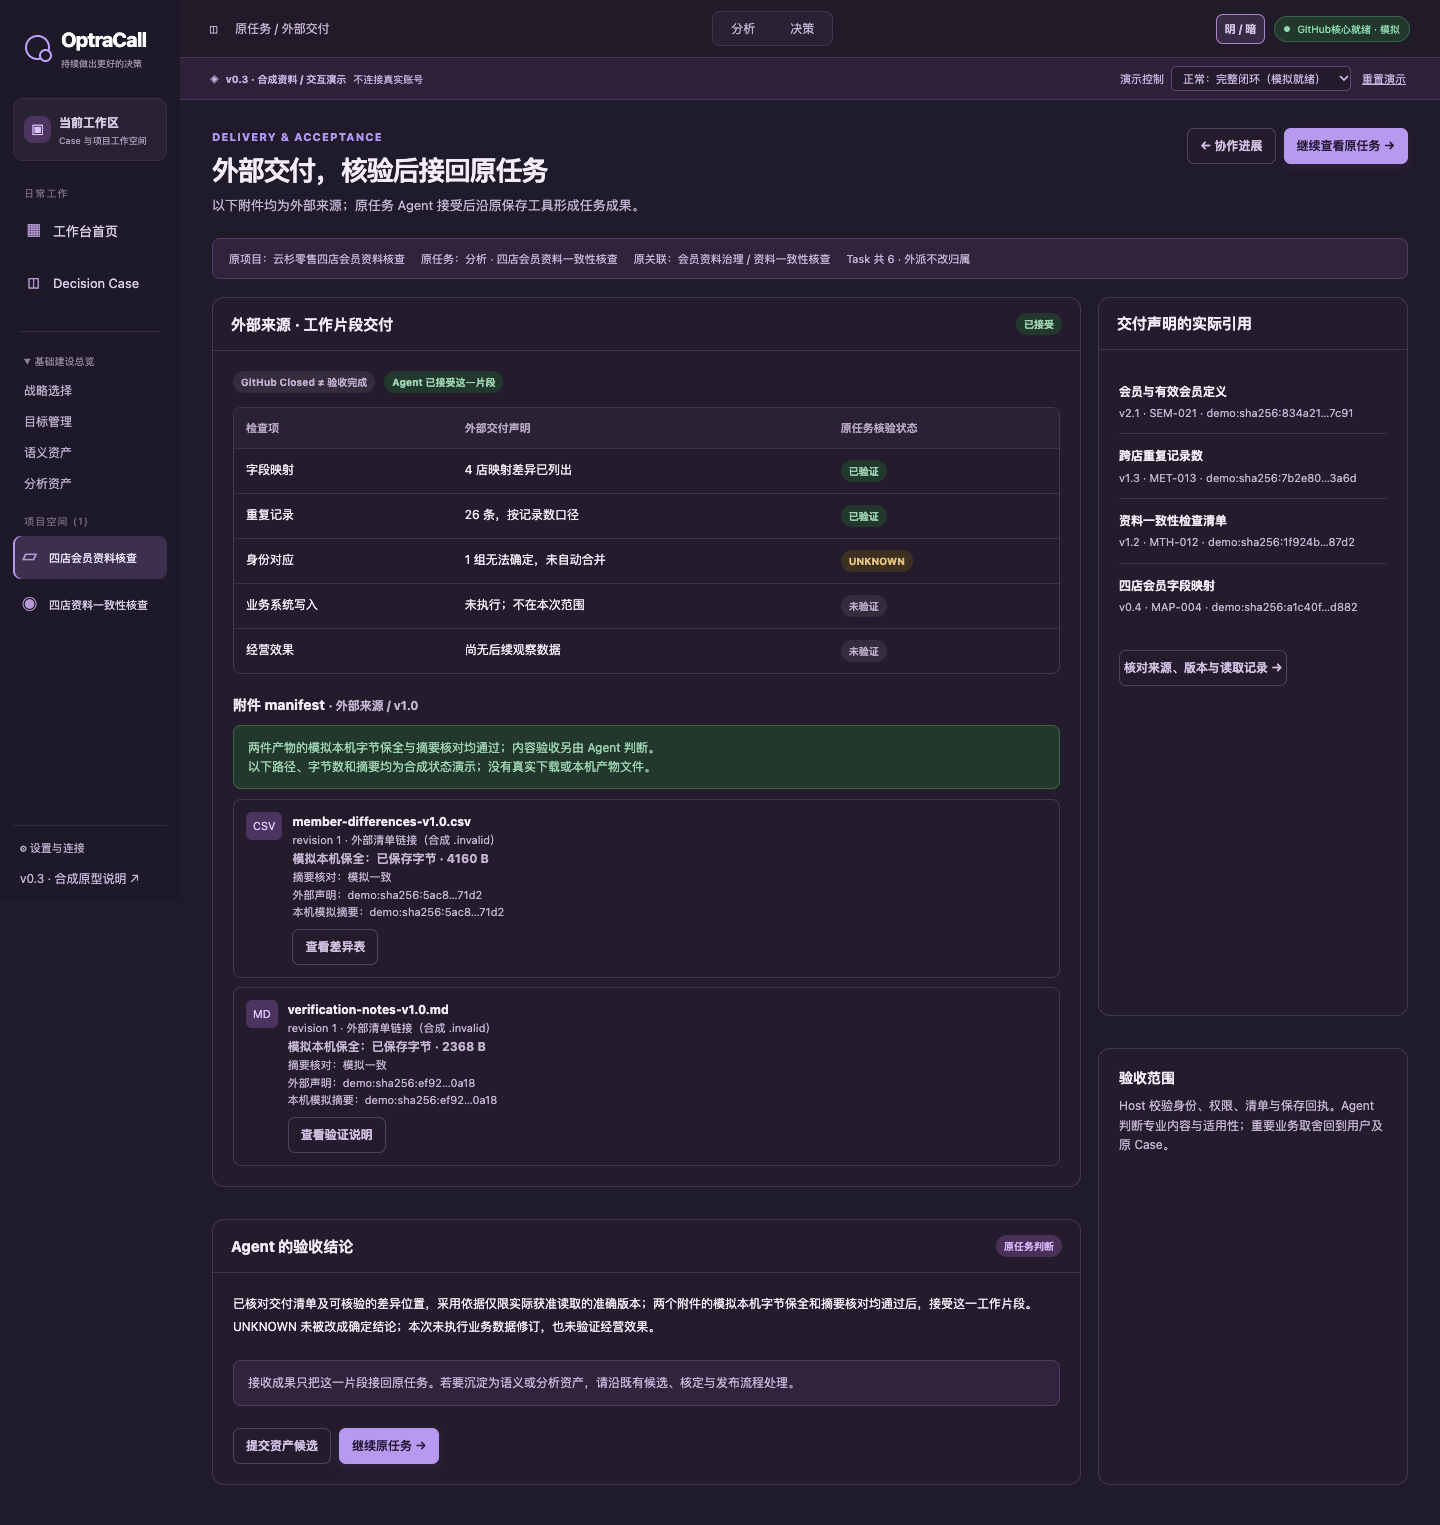 OptraCall
持续做出更好的决策
当前工作区
Case 与项目工作空间
日常工作
工作台首页
Decision Case
▼ 基础建设总览
战略选择
目标管理
语义资产
分析资产
项目空间 (1)
四店会员资料核查
四店资料一致性核查
设置与连接
v0.3 · 合成原型说明 ↗
原任务 / 外部交付
分析
决策
明 / 暗
GitHub核心就绪 · 模拟
v0.3 · 合成资料 / 交互演示 不连接真实账号
演示控制
正常：完整闭环（模拟就绪）
重置演示
DELIVERY & ACCEPTANCE
外部交付，核验后接回原任务
以下附件均为外部来源；原任务 Agent 接受后沿原保存工具形成任务成果。
← 协作进展
继续查看原任务 →
原项目：云杉零售四店会员资料核查 原任务：分析 · 四店会员资料一致性核查 原关联：会员资料治理 / 资料一致性核查 Task 共 6 · 外派不改归属
外部来源 · 工作片段交付
已接受
GitHub Closed ≠ 验收完成
Agent 已接受这一片段
检查项 外部交付声明 原任务核验状态
字段映射 4 店映射差异已列出 已验证
重复记录 26 条，按记录数口径 已验证
身份对应 1 组无法确定，未自动合并 UNKNOWN
业务系统写入 未执行；不在本次范围 未验证
经营效果 尚无后续观察数据 未验证
附件 manifest · 外部来源 / v1.0
两件产物的模拟本机字节保全与摘要核对均通过；内容验收另由 Agent 判断。
以下路径、字节数和摘要均为合成状态演示；没有真实下载或本机产物文件。
CSV
member-differences-v1.0.csv
revision 1 · 外部清单链接（合成 .invalid）
模拟本机保全：已保存字节 · 4160 B
摘要核对：模拟一致
外部声明：demo:sha256:5ac8…71d2
本机模拟摘要：demo:sha256:5ac8…71d2
查看差异表
MD
verification-notes-v1.0.md
revision 1 · 外部清单链接（合成 .invalid）
模拟本机保全：已保存字节 · 2368 B
摘要核对：模拟一致
外部声明：demo:sha256:ef92…0a18
本机模拟摘要：demo:sha256:ef92…0a18
查看验证说明
交付声明的实际引用
会员与有效会员定义
v2.1 · SEM-021 · demo:sha256:834a21…7c91
跨店重复记录数
v1.3 · MET-013 · demo:sha256:7b2e80…3a6d
资料一致性检查清单
v1.2 · MTH-012 · demo:sha256:1f924b…87d2
四店会员字段映射
v0.4 · MAP-004 · demo:sha256:a1c40f…d882
核对来源、版本与读取记录 →
验收范围
Host 校验身份、权限、清单与保存回执。Agent
判断专业内容与适用性；重要业务取舍回到用户及
原 Case。
Agent 的验收结论
原任务判断
已核对交付清单及可核验的差异位置，采用依据仅限实际获准读取的准确版本；两个附件的模拟本机字节保全和摘要核对均通过后，接受这一工作片段。
UNKNOWN 未被改成确定结论；本次未执行业务数据修订，也未验证经营效果。
接收成果只把这一片段接回原任务。若要沉淀为语义或分析资产，请沿既有候选、核定与发布流程处理。
提交资产候选
继续原任务 →